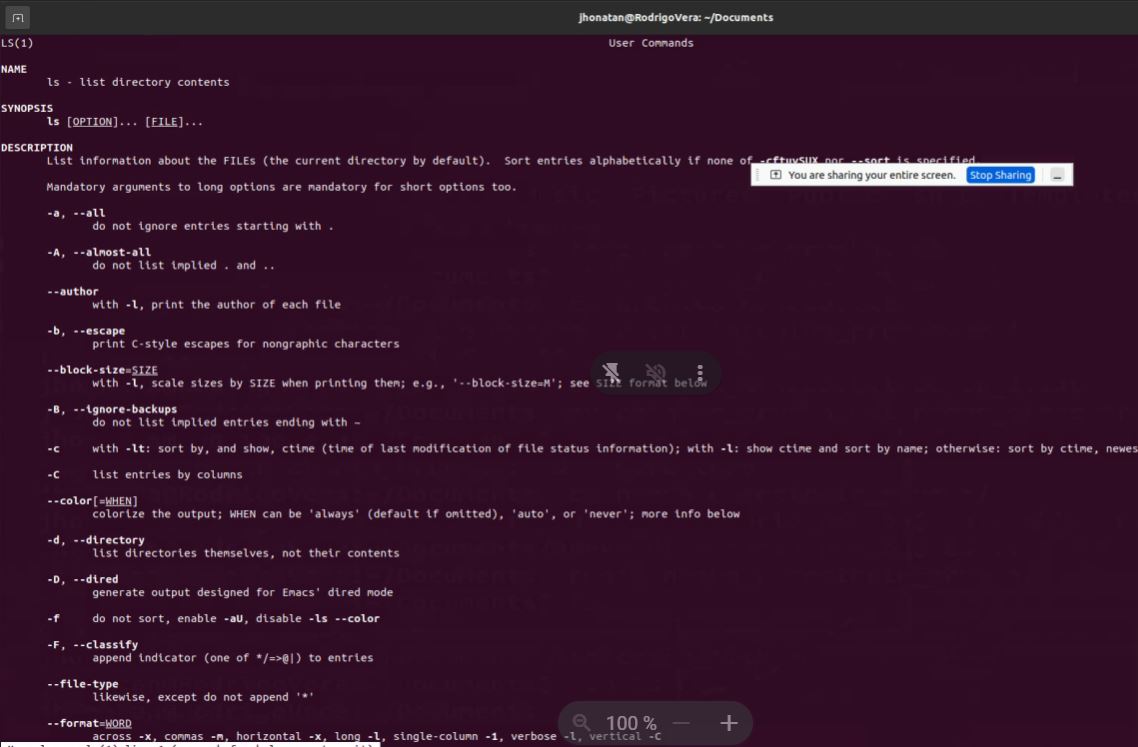 jhonatan@RodrigoVera: ~/Documents
LS(1) User Commands
NAME
ls - list directory contents
SYNOPSIS
ls [OPTION]... [FILE]...
DESCRIPTION
List information about the FILEs (the current directory by default). Sort entries alphabetically if none of -cftuvSUX nor --sort is specified.
You are sharing your entire screen. Stop Sharing
Mandatory arguments to long options are mandatory for short options too.
-a, --all
do not ignore entries starting with .
-A, --almost-all
do not list implied . and ..
--author
with -l, print the author of each file
-b, --escape
print C-style escapes for nongraphic characters
--block-size=SIZE
with -l, scale sizes by SIZE when printing them; e.g., '--block-size=M'; see SIZE format below
-B, --ignore-backups
do not list implied entries ending with ~
-c with -lt: sort by, and show, ctime (time of last modification of file status information); with -l: show ctime and sort by name; otherwise: sort by ctime, newes
-C list entries by columns
--color[=WHEN]
colorize the output; WHEN can be 'always' (default if omitted), 'auto', or 'never'; more info below
-d, --directory
list directories themselves, not their contents
-D, --dired
generate output designed for Emacs' dired mode
-f do not sort, enable -aU, disable -ls --color
-F, --classify
append indicator (one of */=>@|) to entries
--file-type
likewise, except do not append '*'
--format=WORD
across -x, commas -m, horizontal -x, long -l, single-column -1, verbose -l, vertical -C
100 %